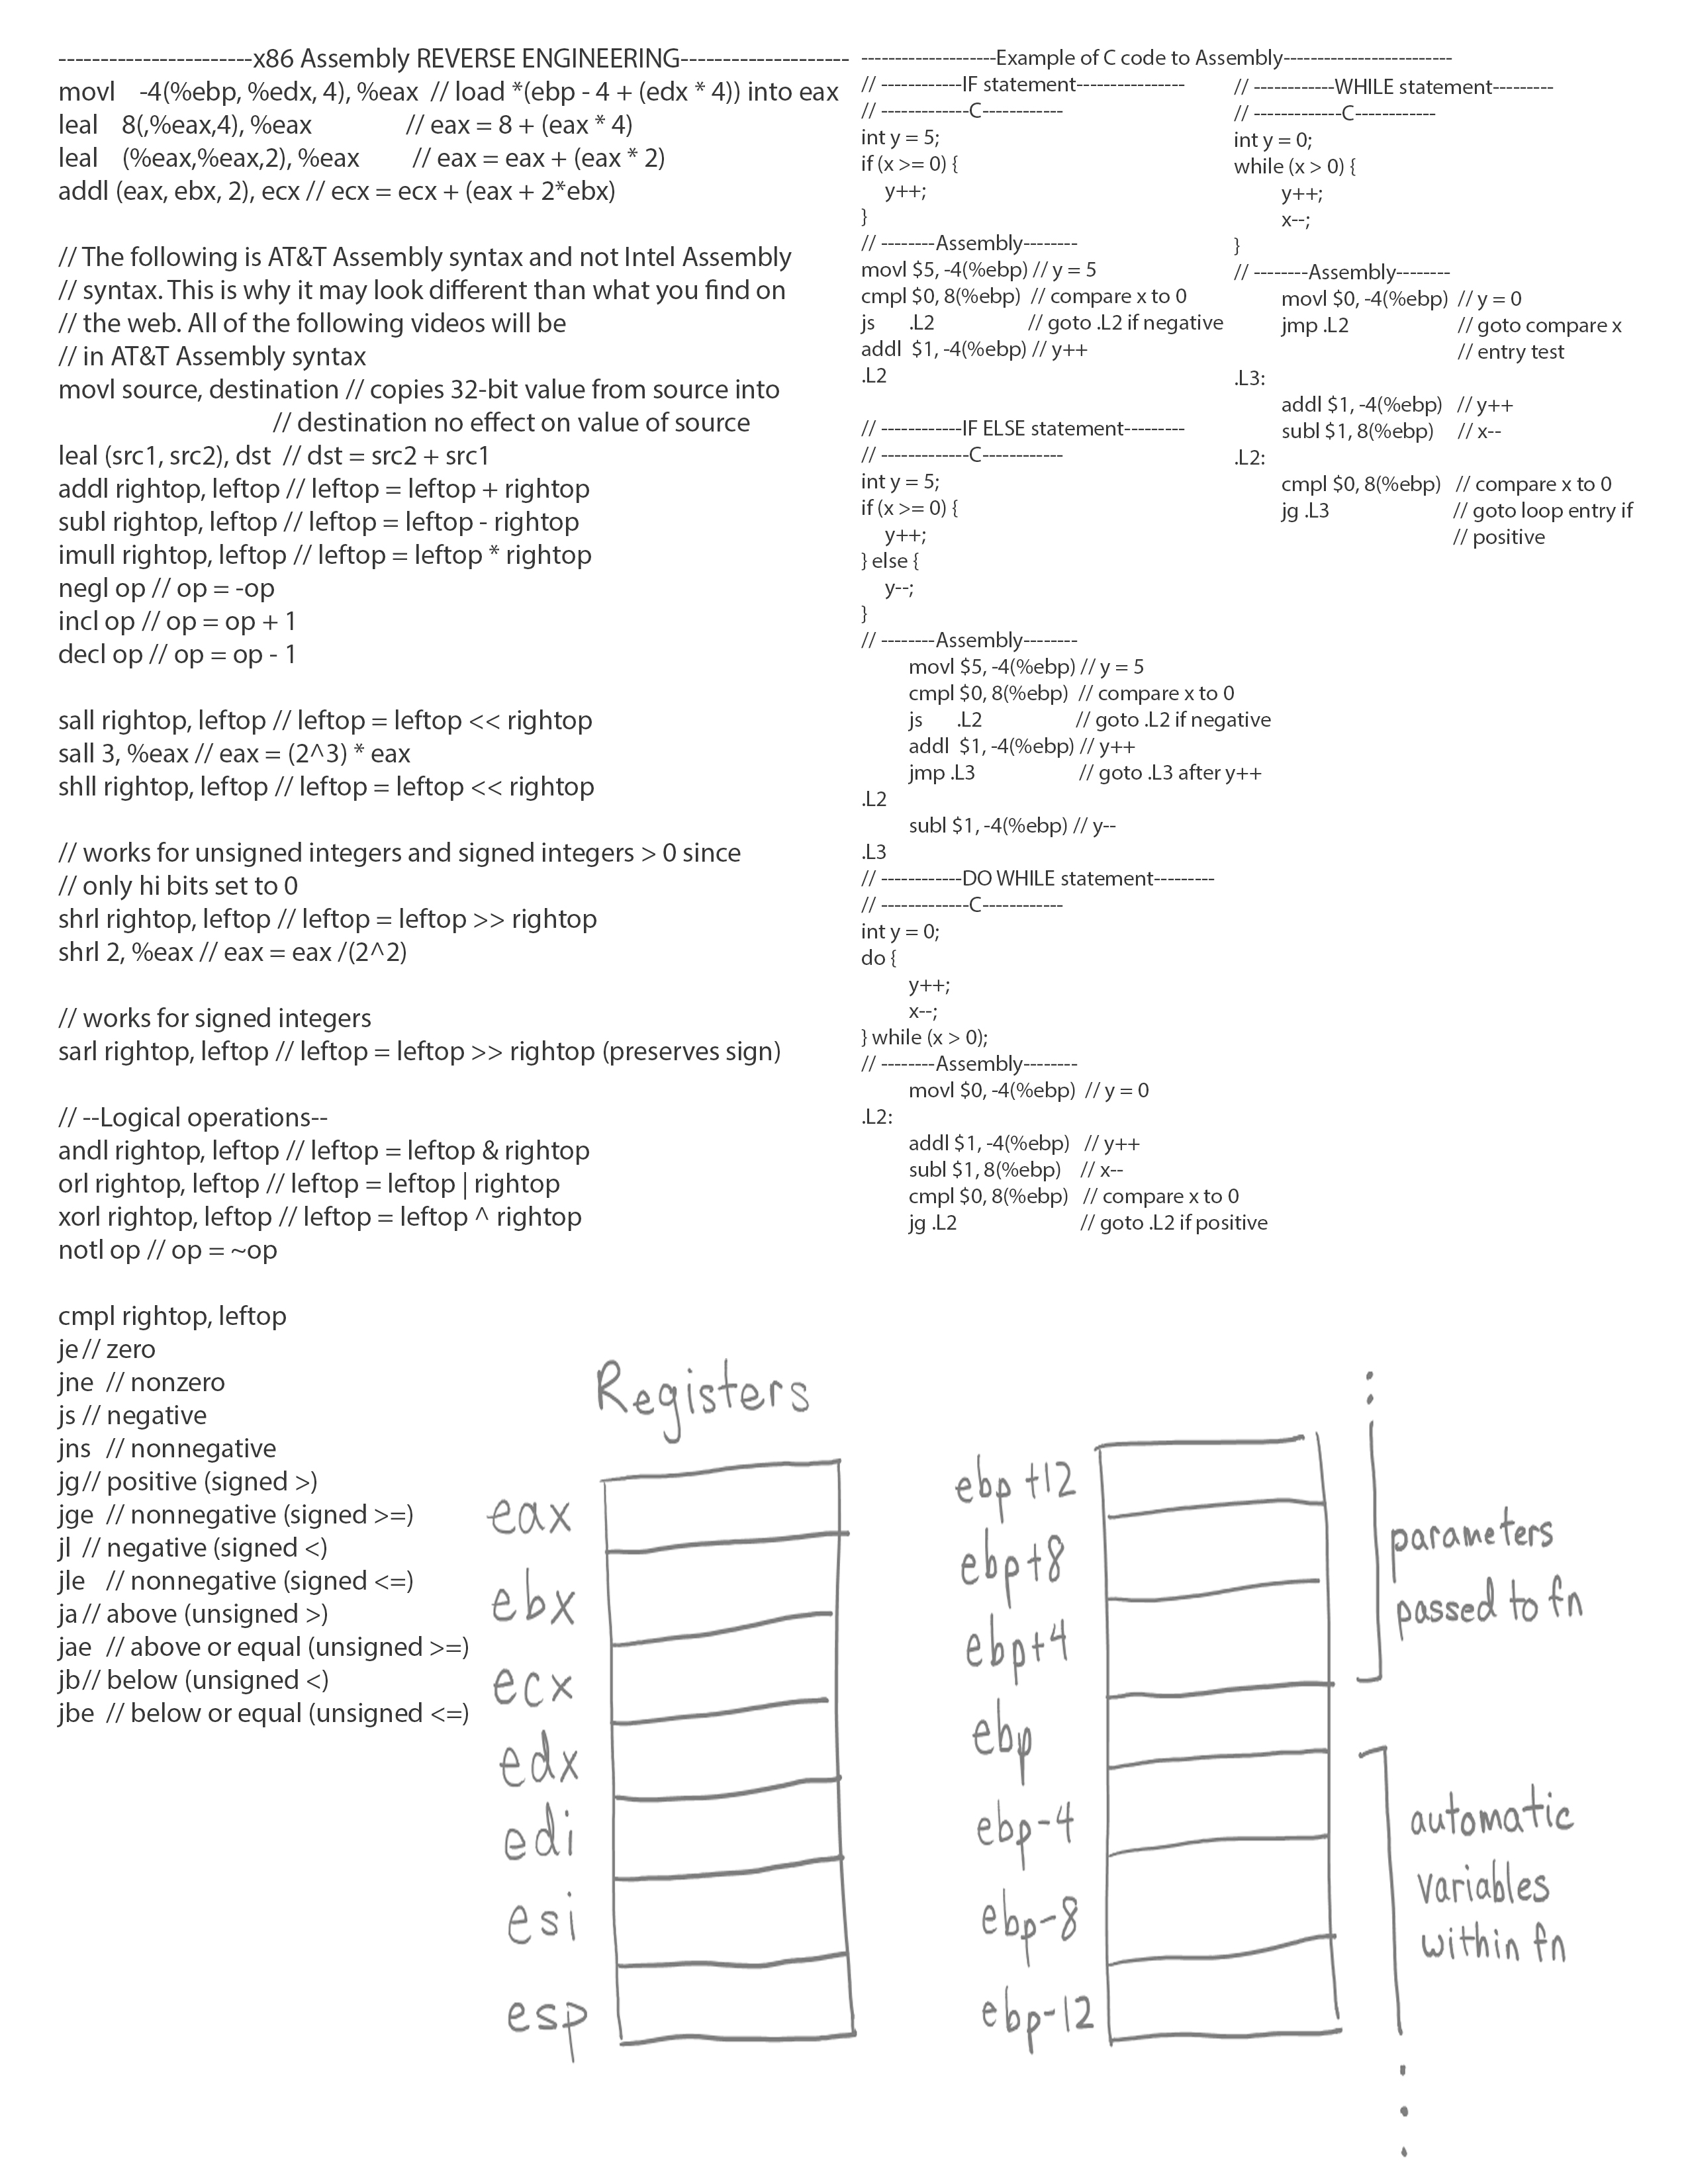 -----------------------x86 Assembly REVERSE ENGINEERING--------------------
movl -4(%ebp, %edx, 4), %eax // load *(ebp - 4 + (edx * 4)) into eax
leal 8(,%eax,4), %eax // eax = 8 + (eax * 4)
leal (%eax,%eax,2), %eax // eax = eax + (eax * 2)
addl (eax, ebx, 2), ecx // ecx = ecx + (eax + 2*ebx)
// The following is AT&T Assembly syntax and not Intel Assembly
// syntax. This is why it may look different than what you find on
// the web. All of the following videos will be
// in AT&T Assembly syntax
movl source, destination // copies 32-bit value from source into
// destination no effect on value of source
leal (src1, src2), dst // dst = src2 + src1
addl rightop, leftop // leftop = leftop + rightop
subl rightop, leftop // leftop = leftop - rightop
imull rightop, leftop // leftop = leftop * rightop
negl op // op = -op
incl op // op = op + 1
decl op // op = op - 1
sall rightop, leftop // leftop = leftop << rightop
sall 3, %eax // eax = (2^3) * eax
shll rightop, leftop // leftop = leftop << rightop
// works for unsigned integers and signed integers > 0 since
// only hi bits set to 0
shrl rightop, leftop // leftop = leftop >> rightop
shrl 2, %eax // eax = eax /(2^2)
// works for signed integers
sarl rightop, leftop // leftop = leftop >> rightop (preserves sign)
// --Logical operations--
andl rightop, leftop // leftop = leftop & rightop
orl rightop, leftop // leftop = leftop | rightop
xorl rightop, leftop // leftop = leftop ^ rightop
notl op // op = ~op
cmpl rightop, leftop
je // zero
jne // nonzero
js // negative
jns // nonnegative
jg // positive (signed >)
jge // nonnegative (signed >=)
jl // negative (signed <)
jle // nonnegative (signed <=)
ja // above (unsigned >)
jae // above or equal (unsigned >=)
jb // below (unsigned <)
jbe // below or equal (unsigned <=)
--------------------Example of C code to Assembly-------------------------
// ------------IF statement----------------
// -------------C------------
int y = 5;
if (x >= 0) {
y++;
}
// --------Assembly--------
movl $5, -4(%ebp) // y = 5
cmpl $0, 8(%ebp) // compare x to 0
js .L2 // goto .L2 if negative
addl $1, -4(%ebp) // y++
.L2
// ------------IF ELSE statement---------
// -------------C------------
int y = 5;
if (x >= 0) {
y++;
} else {
y--;
}
// --------Assembly--------
movl $5, -4(%ebp) // y = 5
cmpl $0, 8(%ebp) // compare x to 0
js .L2 // goto .L2 if negative
addl $1, -4(%ebp) // y++
jmp .L3 // goto .L3 after y++
.L2
subl $1, -4(%ebp) // y--
.L3
// ------------DO WHILE statement---------
// -------------C------------
int y = 0;
do {
y++;
x--;
} while (x > 0);
// --------Assembly--------
movl $0, -4(%ebp) // y = 0
.L2:
addl $1, -4(%ebp) // y++
subl $1, 8(%ebp) // x--
cmpl $0, 8(%ebp) // compare x to 0
jg .L2 // goto .L2 if positive
// ------------WHILE statement---------
// -------------C------------
int y = 0;
while (x > 0) {
y++;
x--;
}
// --------Assembly--------
movl $0, -4(%ebp) // y = 0
jmp .L2 // goto compare x
// entry test
.L3:
addl $1, -4(%ebp) // y++
subl $1, 8(%ebp) // x--
.L2:
cmpl $0, 8(%ebp) // compare x to 0
jg .L3 // goto loop entry if
// positive
Registers
eax
ebx
ecx
edx
edi
esi
esp
ebp +12
ebp+8
ebp+4
ebp
ebp-4
ebp-8
ebp-12
parameters
passed to fn
automatic
variables
within fn